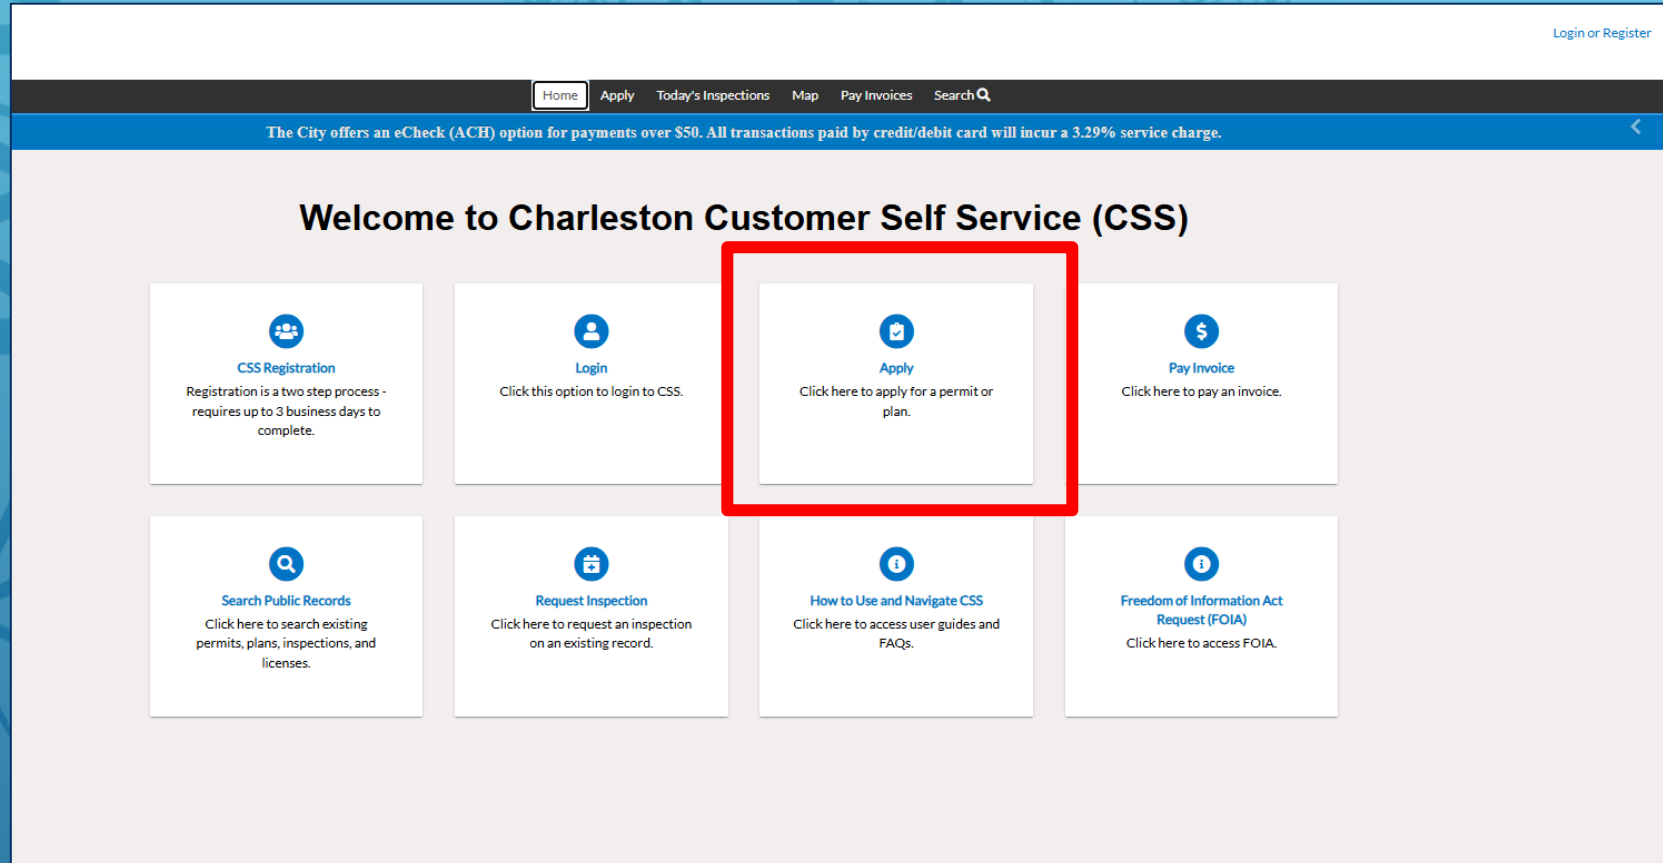 Login or Register
Home Apply Today's Inspections Map Pay Invoices Search
The City offers an eCheck (ACH) option for payments over $50. All transactions paid by credit/debit card will incur a 3.29% service charge.
Welcome to Charleston Customer Self Service (CSS)
CSS Registration
Registration is a two step process -
requires up to 3 business days to
complete.
Login
Click this option to login to CSS.
Apply
Click here to apply for a permit or
plan.
Pay Invoice
Click here to pay an invoice.
Search Public Records
Click here to search existing
permits, plans, inspections, and
licenses.
Request Inspection
Click here to request an inspection
on an existing record.
How to Use and Navigate CSS
Click here to access user guides and
FAQs.
Freedom of Information Act
Request (FOIA)
Click here to access FOIA.